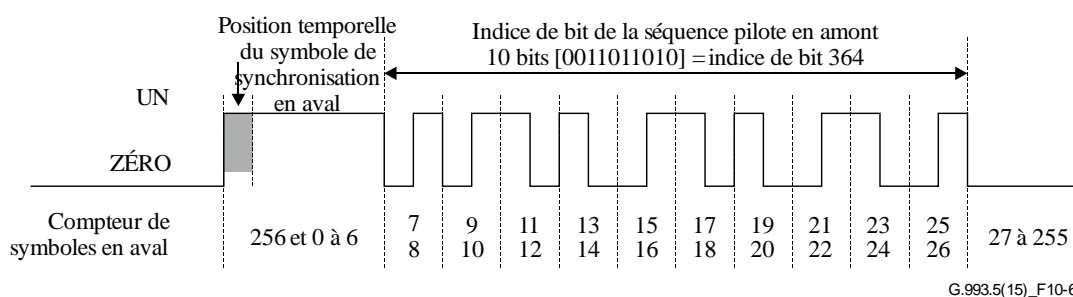 Position temporelle
du symbole de
synchronisation
en aval
Indice de bit de la séquence pilote en amont
10 bits [0011011010] = indice de bit 364
UN
ZÉRO
Compteur de
symboles en aval
256 et 0 à 6
7 9 11 13 15 17 19 21 23 25
8 10 12 14 16 18 20 22 24 26
27 à 255
G.993.5(15)_F10-6